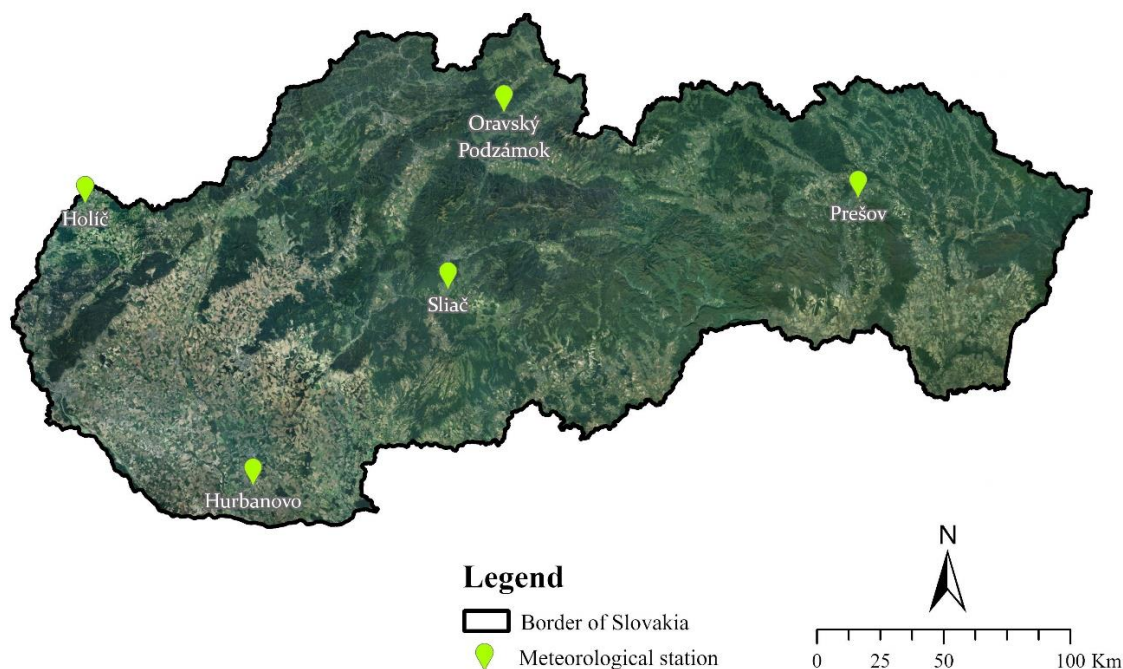 Oravský
Podzámok
Holíč
Prešov
Sliač
Hurbanovo
N
Legend
Border of Slovakia
Meteorological station
0 25 50 100 Km